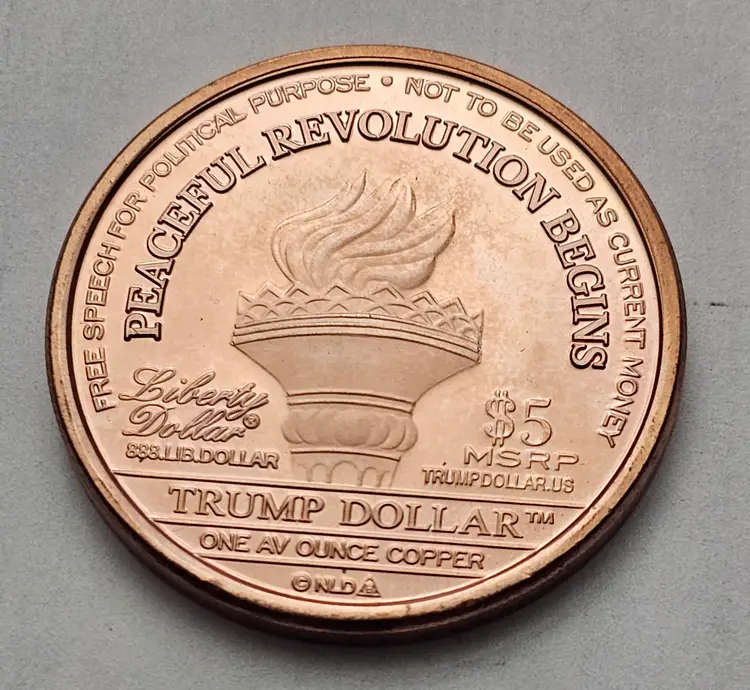 FREE SPEECH FOR POLITICAL PURPOSE • NOT TO BE USED AS CURRENT MONEY
PEACEFUL REVOLUTION BEGINS
Liberty
Dollar®
888.LIB.DOLLAR
$5
MSRP
TRUMPDOLLAR.US
TRUMP DOLLAR™
ONE AV OUNCE COPPER
©NLD